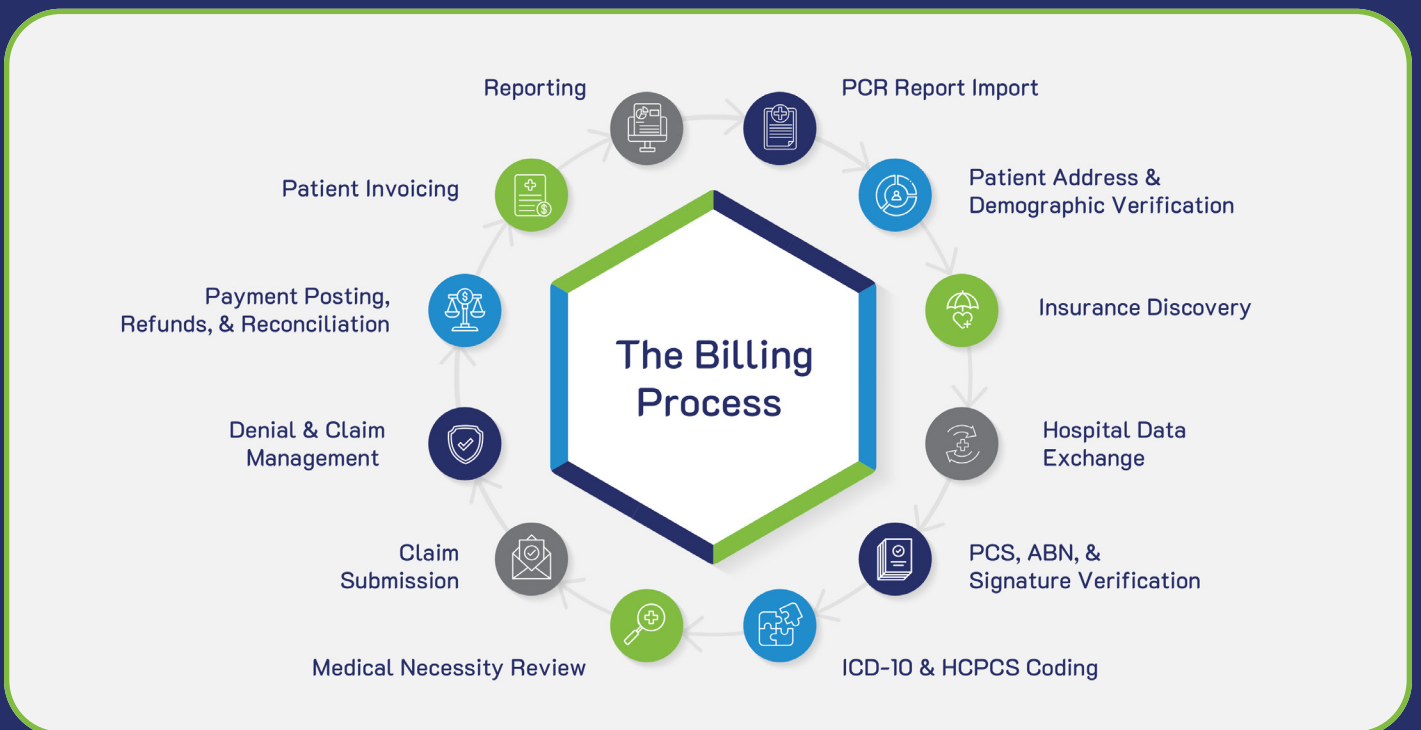 The Billing
Process
PCR Report Import
Patient Address &
Demographic Verification
Insurance Discovery
Hospital Data
Exchange
PCS, ABN, &
Signature Verification
ICD-10 & HCPCS Coding
Medical Necessity Review
Claim
Submission
Denial & Claim
Management
Payment Posting,
Refunds, & Reconciliation
Patient Invoicing
Reporting